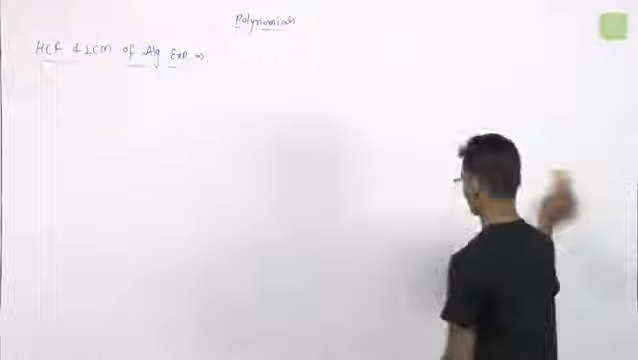 Polynomials
HCF & LCM of Alg Exp ⇒